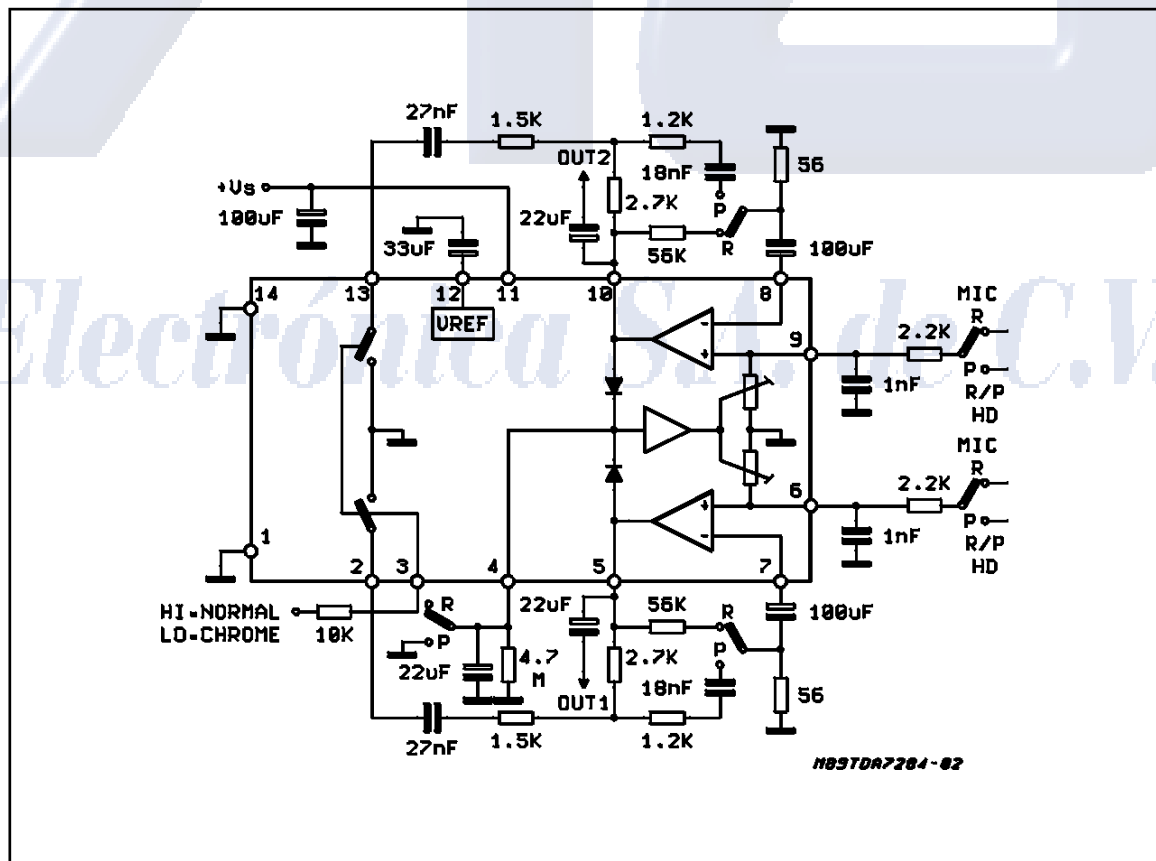 27nF 1.5K 1.2K
56
OUT2 18nF
+Vs
P
100uF 22uF 2.7K
R
33uF 56K 100uF
14 13 12 11 10 8
VREF
MIC
R
9 2.2K
P
1nF R/P
HD
MIC
R
6 2.2K
P
1nF R/P
HD
1
2 3 4 5 7
HI=NORMAL
LO=CHROME
10K
R
P
22uF
4.7
M
22uF 56K R 100uF
P
2.7K
18nF
OUT1
56
27nF 1.5K 1.2K
M89TDA7284-02
Electrónica S.A. de C.V.